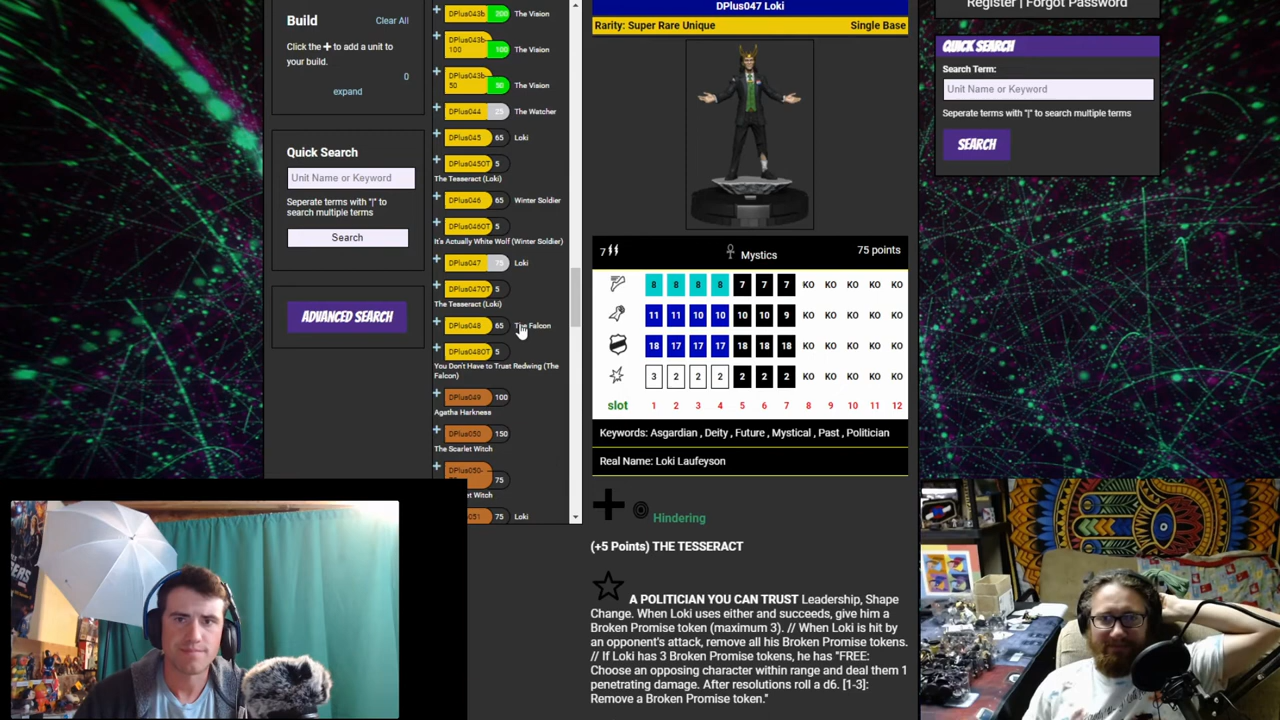 Build
Clear All
Click the + to add a unit to
your build.
0
expand
Quick Search
Unit Name or Keyword
Seperate terms with "|" to
search multiple terms
Search
ADVANCED SEARCH
DPlus043b 200 The Vision
DPlus043b-
100 100 The Vision
DPlus043b-
50 50 The Vision
DPlus044 25 The Watcher
DPlus045 65 Loki
DPlus045OT 5
The Tesseract (Loki)
DPlus046 65 Winter Soldier
DPlus046OT 5
It's Actually White Wolf (Winter Soldier)
DPlus047 75 Loki
DPlus047OT 5
The Tesseract (Loki)
DPlus048 65 The Falcon
DPlus048OT 5
You Don't Have to Trust Redwing (The
Falcon)
DPlus049 100
Agatha Harkness
DPlus050 150
The Scarlet Witch
DPlus050-
75
et Witch
051 75 Loki
DPlus047 Loki
Rarity: Super Rare Unique Single Base
7 Mystics 75 points
8 8 8 8 7 7 7 KO KO KO KO KO
11 11 10 10 10 10 9 KO KO KO KO KO
18 17 17 17 18 18 18 KO KO KO KO KO
3 2 2 2 2 2 2 KO KO KO KO KO
slot 1 2 3 4 5 6 7 8 9 10 11 12
Keywords: Asgardian , Deity , Future , Mystical , Past , Politician
Real Name: Loki Laufeyson
Hindering
(+5 Points) THE TESSERACT
A POLITICIAN YOU CAN TRUST Leadership, Shape
Change. When Loki uses either and succeeds, give him a
Broken Promise token (maximum 3). // When Loki is hit by
an opponent's attack, remove all his Broken Promise tokens.
// If Loki has 3 Broken Promise tokens, he has "FREE:
Choose an opposing character within range and deal them 1
penetrating damage. After resolutions roll a d6. [1-3]:
Remove a Broken Promise token."
Register | Forgot Password
QUICK SEARCH
Search Term:
Unit Name or Keyword
Seperate terms with "|" to search multiple terms
SEARCH